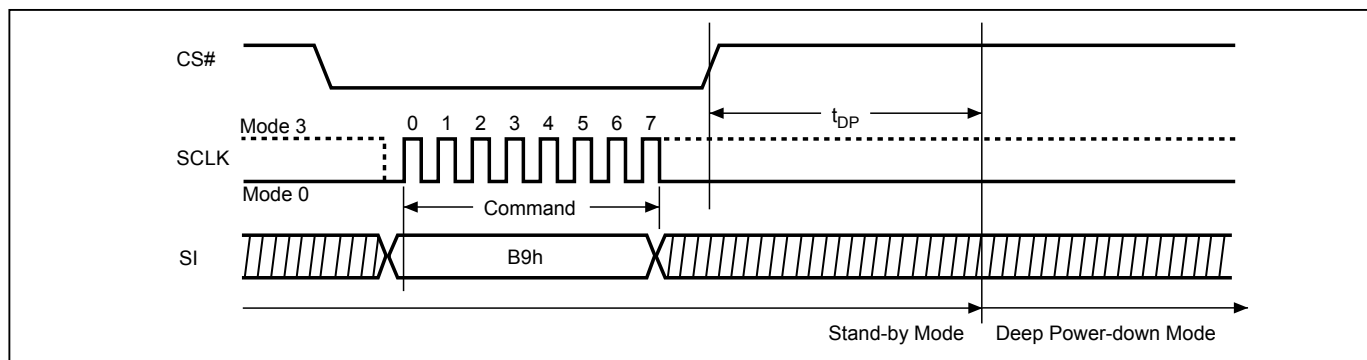 CS#
t_DP
Mode 3
0 1 2 3 4 5 6 7
SCLK
Mode 0
Command
SI
B9h
Stand-by Mode
Deep Power-down Mode